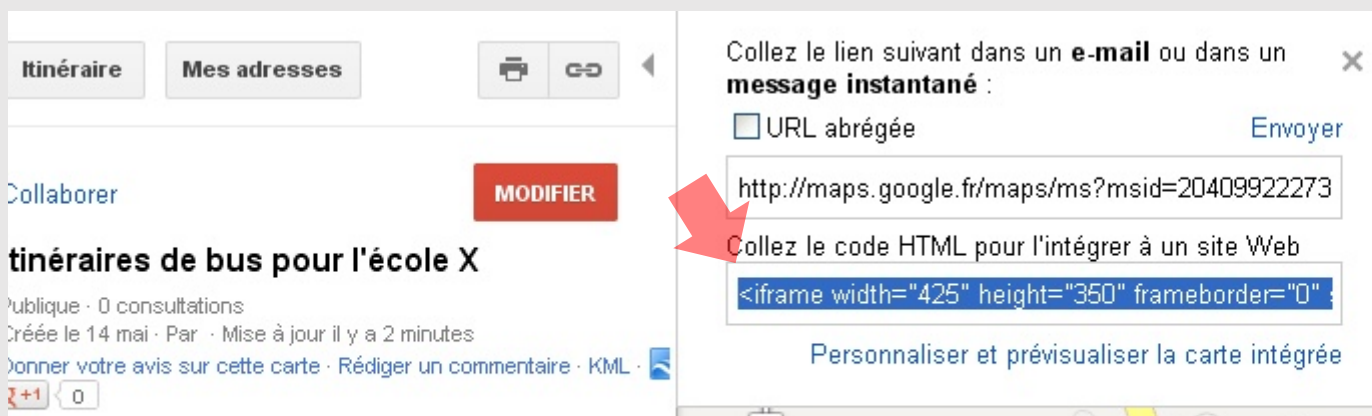 Itinéraire
Mes adresses
Collaborer
MODIFIER
tinéraires de bus pour l'école X
Publique · 0 consultations
Créée le 14 mai · Par · Mise à jour il y a 2 minutes
Donner votre avis sur cette carte · Rédiger un commentaire · KML ·
+1 0
Collez le lien suivant dans un e-mail ou dans un
message instantané :
URL abrégée
Envoyer
http://maps.google.fr/maps/ms?msid=20409922273
Collez le code HTML pour l'intégrer à un site Web
<iframe width="425" height="350" frameborder="0"
Personnaliser et prévisualiser la carte intégrée